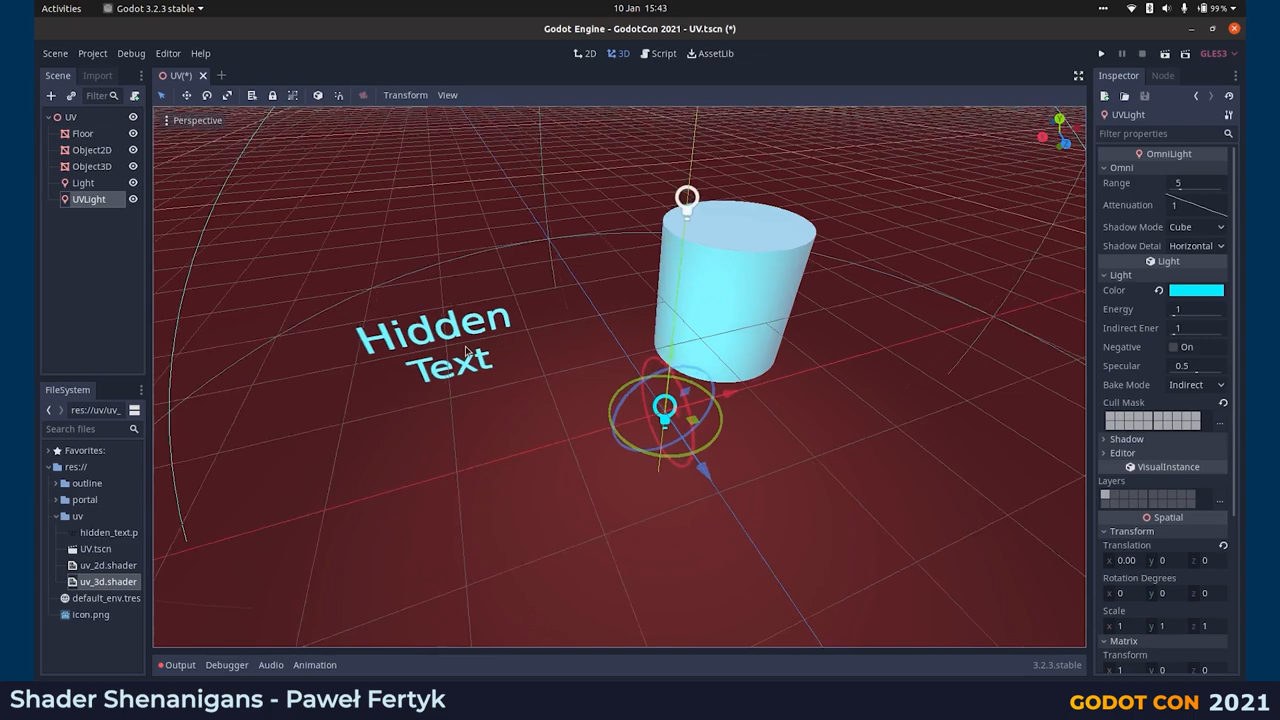 Activities
Godot 3.2.3 stable
10 Jan 15:43
99 %
Godot Engine - GodotCon 2021 - UV.tscn (*)
Scene Project Debug Editor Help
2D 3D Script AssetLib
GLES3
Scene Import
UV(*)
Inspector Node
Filter
Transform View
UV
Floor
Object2D
Object3D
Light
UVLight
Perspective
Y
Z
Hidden
Text
UVLight
Filter properties
OmniLight
Omni
Range 5
Attenuation 1
Shadow Mode Cube
Shadow Detai Horizontal
Light
Light
Color
Energy 1
Indirect Ener 1
Negative On
Specular 0.5
Bake Mode Indirect
Cull Mask
Shadow
Editor
VisualInstance
Layers
Spatial
Transform
Translation
x 0.00 y 0 z 0
Rotation Degrees
x 0 y 0 z 0
Scale
x 1 y 1 z 1
Matrix
Transform
x 1 y 0 z 0
FileSystem
res://uv/uv_
Search files
Favorites:
res://
outline
portal
uv
hidden_text.p
UV.tscn
uv_2d.shader
uv_3d.shader
default_env.tres
icon.png
Output Debugger Audio Animation
3.2.3.stable
Shader Shenanigans - Paweł Fertyk
GODOT CON 2021